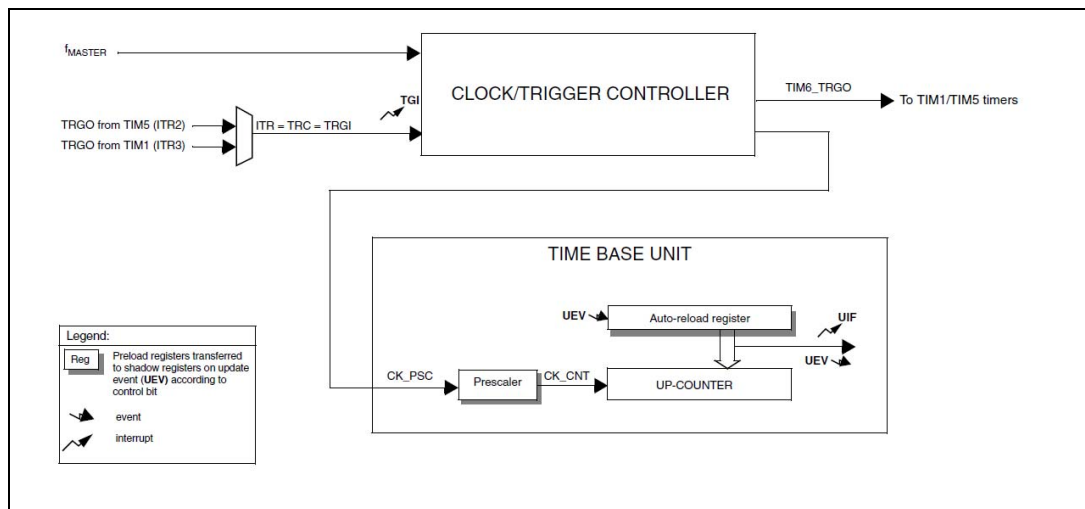 fMASTER
CLOCK/TRIGGER CONTROLLER
TIM6_TRGO
To TIM1/TIM5 timers
TGI
TRGO from TIM5 (ITR2)
ITR = TRC = TRGI
TRGO from TIM1 (ITR3)
TIME BASE UNIT
UEV
Auto-reload register
UIF
UEV
CK_PSC
Prescaler
CK_CNT
UP-COUNTER
Legend:
Reg
Preload registers transferred
to shadow registers on update
event (UEV) according to
control bit
event
interrupt